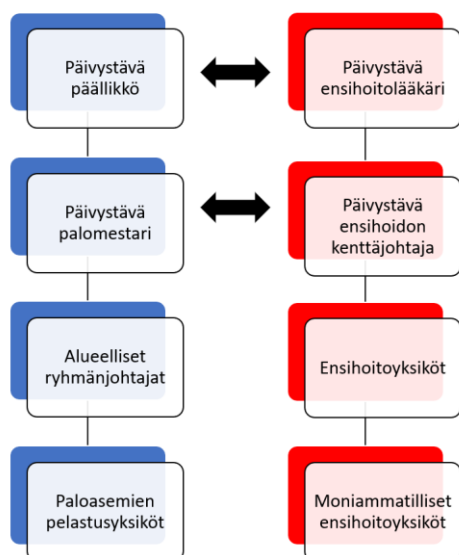 Päivystävä
päällikkö
Päivystävä
ensihoitolääkäri
Päivystävä
palomestari
Päivystävä
ensihoidon
kenttäjohtaja
Alueelliset
ryhmänjohtajat
Ensihoitoyksiköt
Paloasemien
pelastusyksiköt
Moniammatilliset
ensihoitoyksiköt